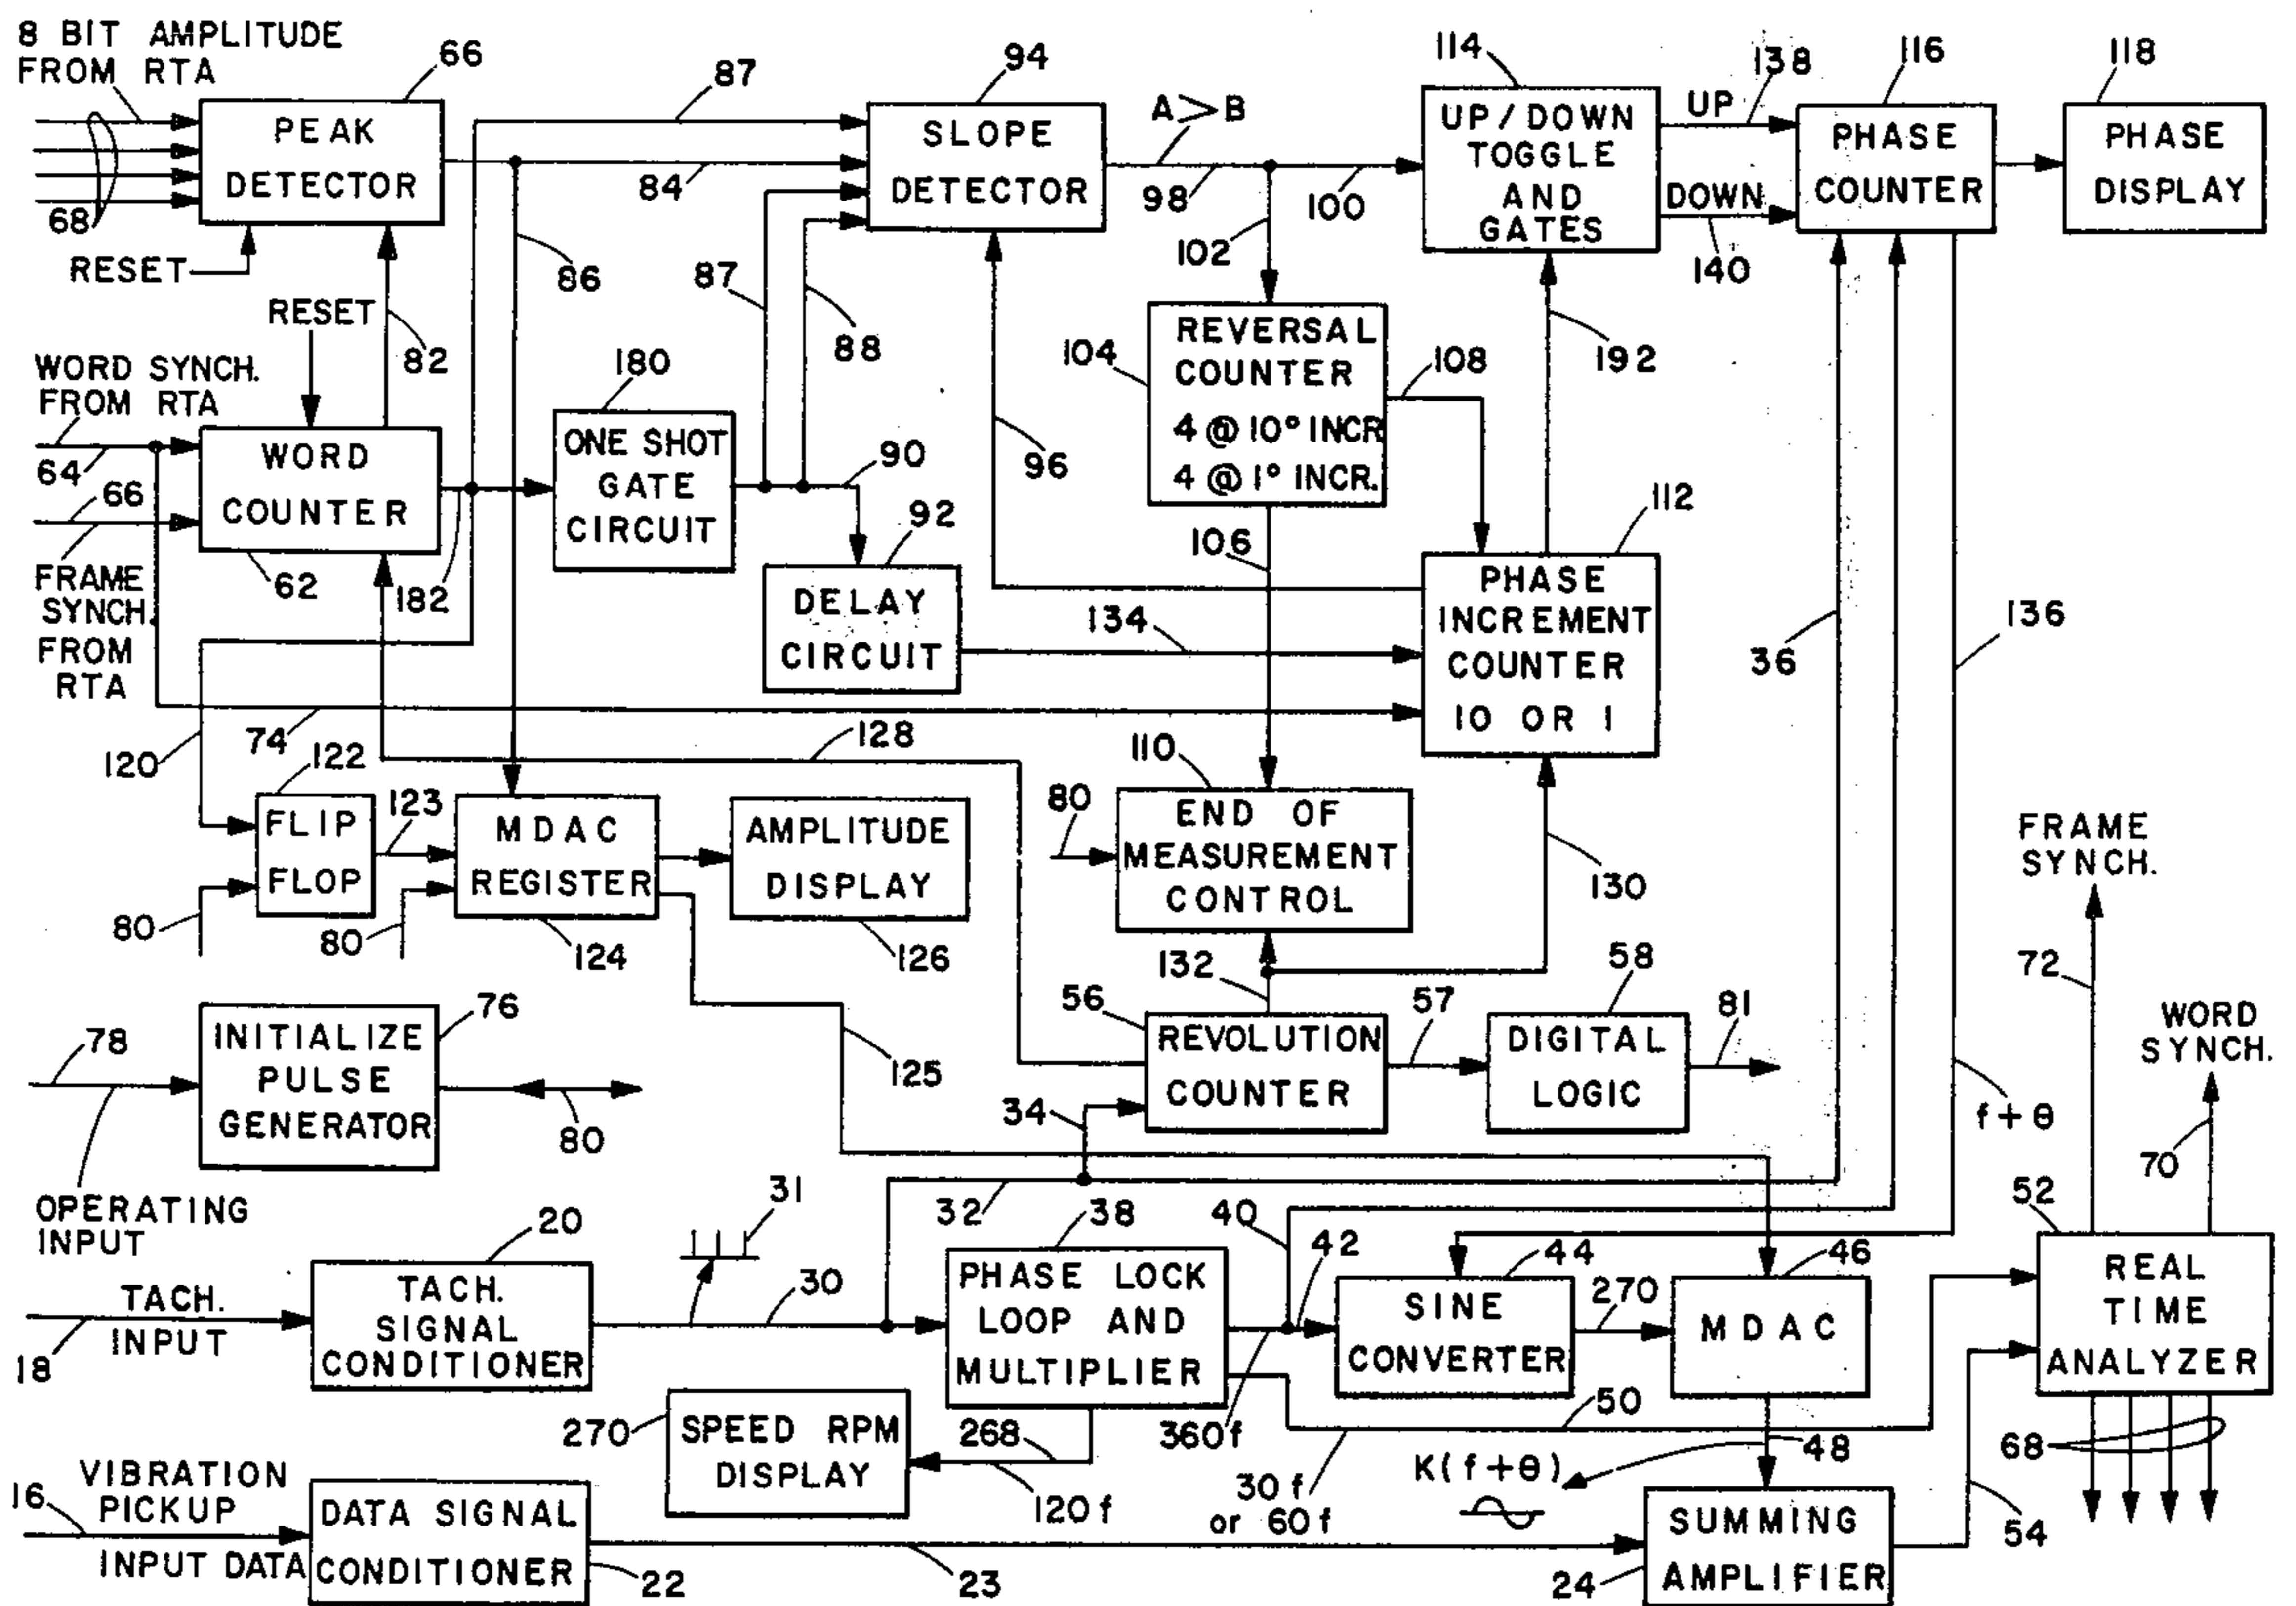 8 BIT AMPLITUDE
FROM RTA
66
87
94
114
138
116
118
PEAK
DETECTOR
SLOPE
DETECTOR
A>B
UP/DOWN
TOGGLE
AND
GATES
UP
DOWN
PHASE
COUNTER
PHASE
DISPLAY
68
84
98
100
140
RESET
86
87
88
102
RESET
82
WORD SYNCH.
FROM RTA
64
66
180
104
REVERSAL
COUNTER
4 @ 10° INCR
4 @ 1° INCR.
108
192
WORD
COUNTER
ONE SHOT
GATE
CIRCUIT
90
92
96
112
FRAME
SYNCH.
FROM
RTA
62
182
106
DELAY
CIRCUIT
134
PHASE
INCREMENT
COUNTER
10 OR 1
36
136
120
74
122
128
110
FLIP
FLOP
123
MDAC
REGISTER
AMPLITUDE
DISPLAY
80
END OF
MEASUREMENT
CONTROL
130
FRAME
SYNCH.
80
80
124
126
132
58
72
78
INITIALIZE
PULSE
GENERATOR
76
80
125
56
REVOLUTION
COUNTER
57
DIGITAL
LOGIC
81
WORD
SYNCH.
34
f+θ
70
OPERATING
INPUT
20
31
32
38
40
42
44
46
52
TACH.
INPUT
18
TACH.
SIGNAL
CONDITIONER
30
PHASE LOCK
LOOP AND
MULTIPLIER
SINE
CONVERTER
270
MDAC
REAL
TIME
ANALYZER
270
SPEED RPM
DISPLAY
268
120f
360f
50
30f
or 60f
K(f+θ)
48
68
16
VIBRATION
PICKUP
INPUT DATA
DATA SIGNAL
CONDITIONER
22
23
24
SUMMING
AMPLIFIER
54